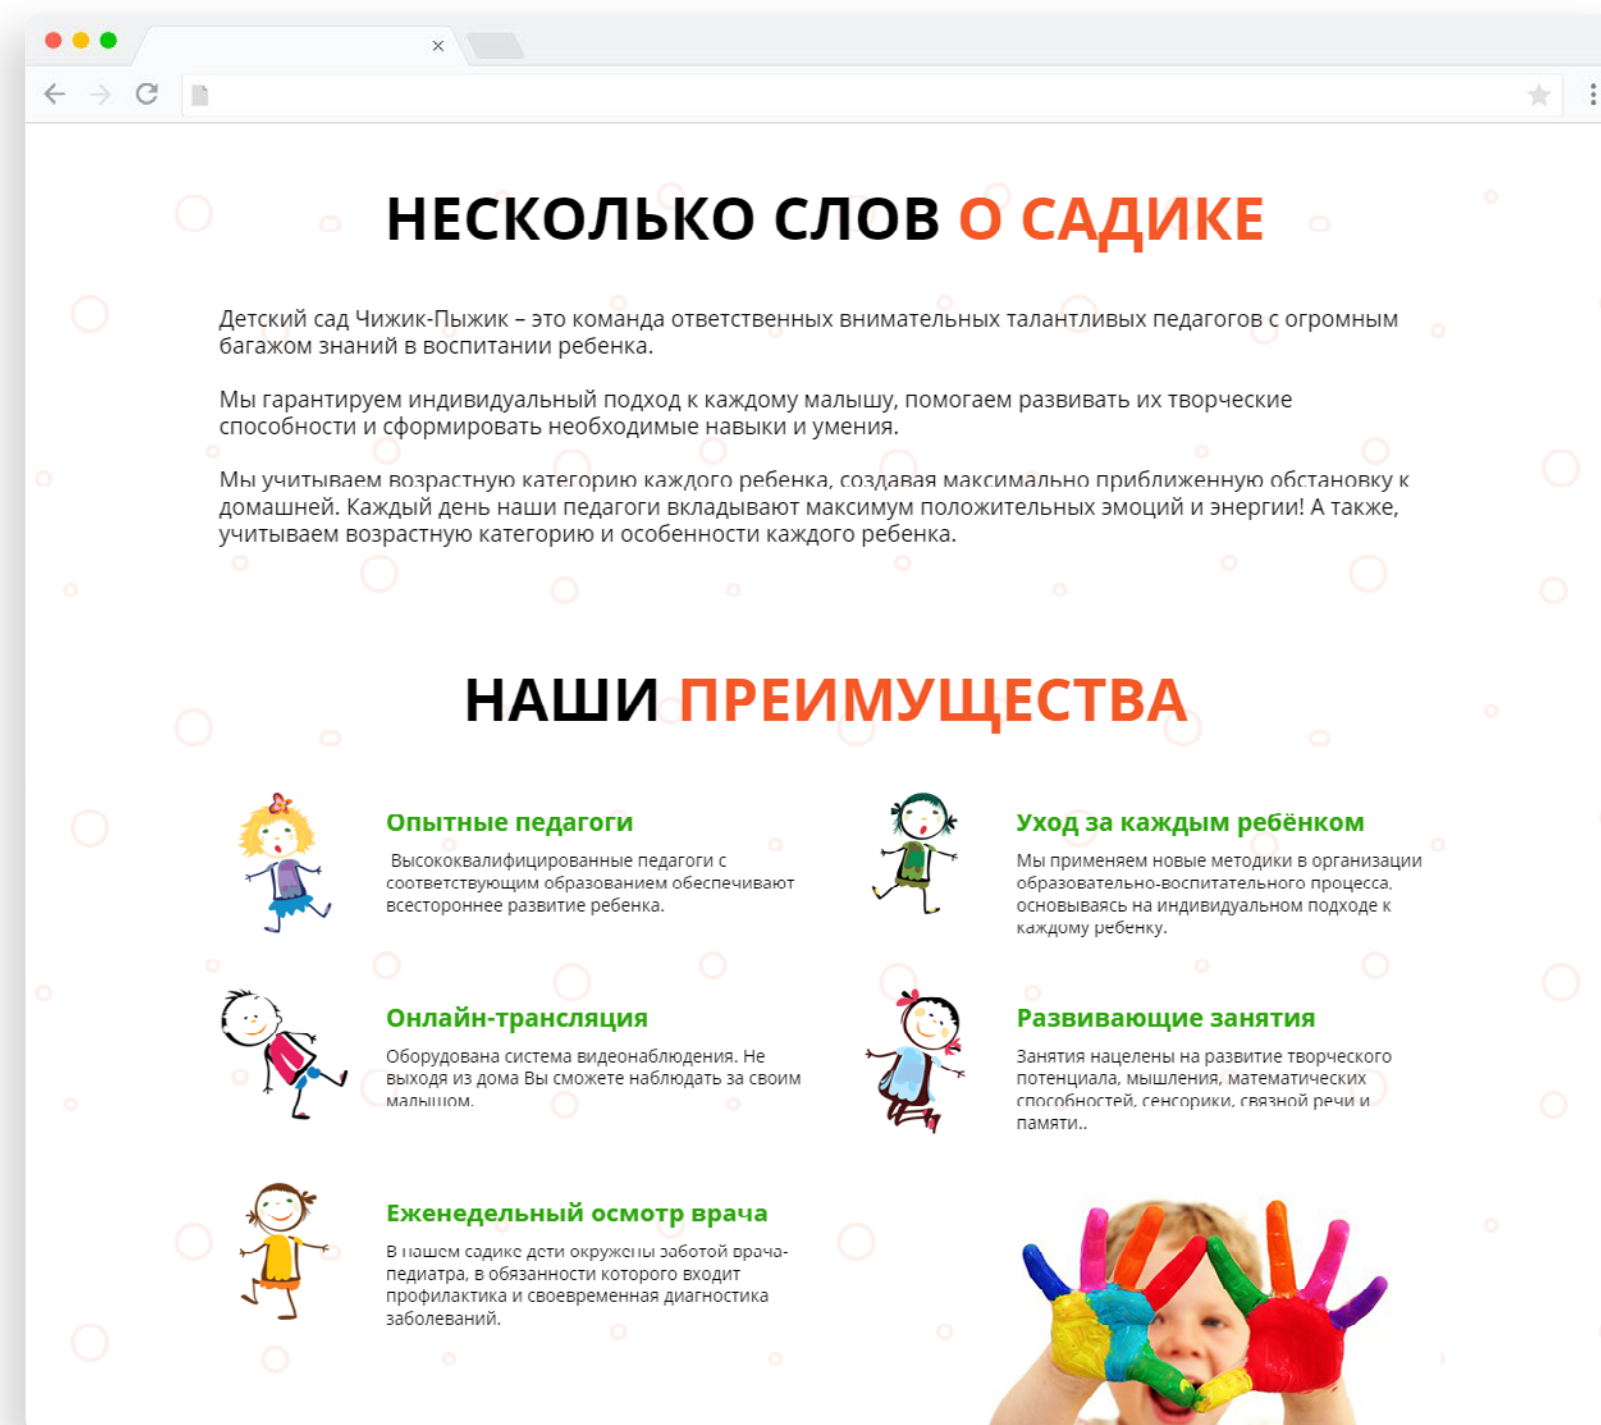 НЕСКОЛЬКО СЛОВ О САДИКЕ
Детский сад Чижик-Пыжик – это команда ответственных внимательных талантливых педагогов с огромным
багажом знаний в воспитании ребенка.
Мы гарантируем индивидуальный подход к каждому малышу, помогаем развивать их творческие
способности и сформировать необходимые навыки и умения.
Мы учитываем возрастную категорию каждого ребенка, создавая максимально приближенную обстановку к
домашней. Каждый день наши педагоги вкладывают максимум положительных эмоций и энергии! А также,
учитываем возрастную категорию и особенности каждого ребенка.
НАШИ ПРЕИМУЩЕСТВА
Опытные педагоги
Высококвалифицированные педагоги с
соответствующим образованием обеспечивают
всестороннее развитие ребенка.
Уход за каждым ребёнком
Мы применяем новые методики в организации
образовательно-воспитательного процесса,
основываясь на индивидуальном подходе к
каждому ребенку.
Онлайн-трансляция
Оборудована система видеонаблюдения. Не
выходя из дома Вы сможете наблюдать за своим
малышом.
Развивающие занятия
Занятия нацелены на развитие творческого
потенциала, мышления, математических
способностей, сенсорики, связной речи и
памяти..
Еженедельный осмотр врача
В нашем садике дети окружены заботой врача-
педиатра, в обязанности которого входит
профилактика и своевременная диагностика
заболеваний.